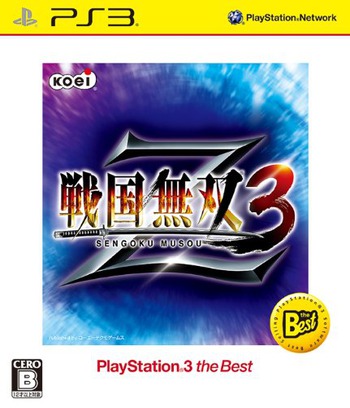 PS3
PlayStation Network
KOEI
Z
戦国無双3
SENGOKU MUSOU
the Best
PlayStation 3 the Best
CERO
B